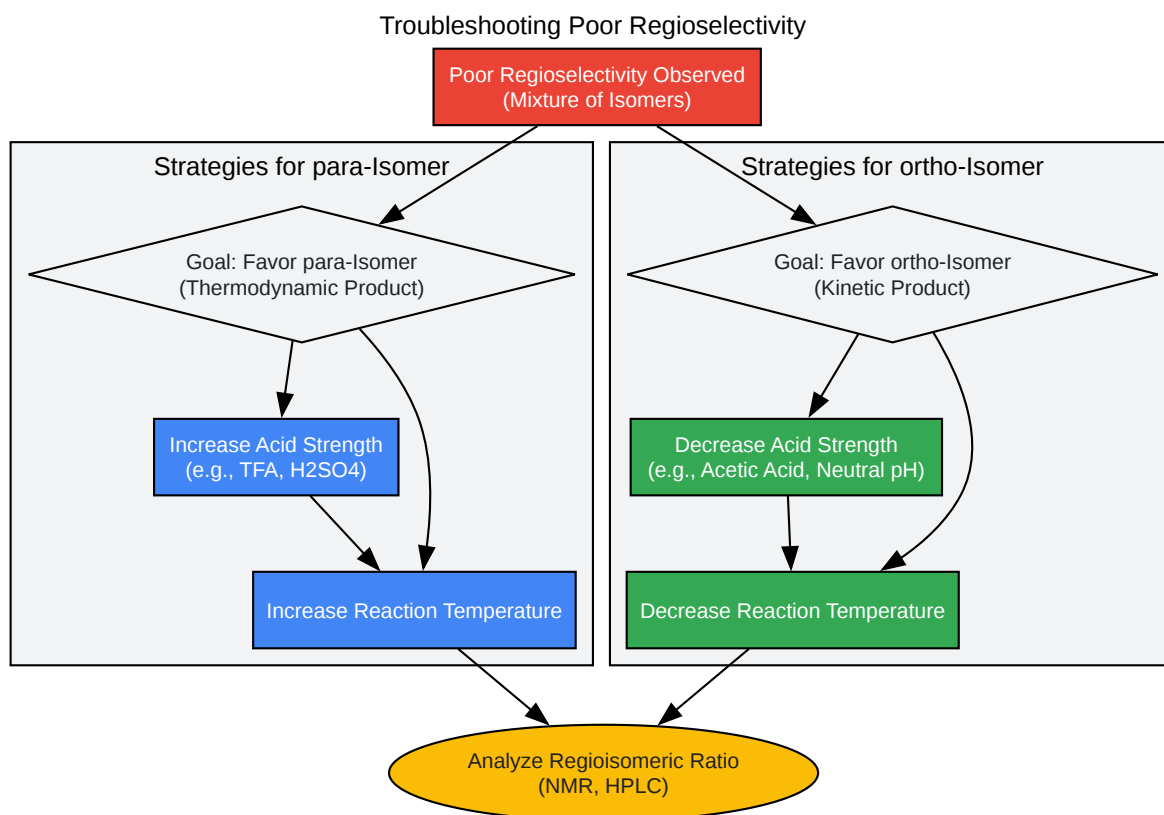 Troubleshooting Poor Regioselectivity
Poor Regioselectivity Observed
(Mixture of Isomers)
Strategies for para-Isomer
Goal: Favor para-Isomer
(Thermodynamic Product)
Increase Acid Strength
(e.g., TFA, H2SO4)
Increase Reaction Temperature
Strategies for ortho-Isomer
Goal: Favor ortho-Isomer
(Kinetic Product)
Decrease Acid Strength
(e.g., Acetic Acid, Neutral pH)
Decrease Reaction Temperature
Analyze Regioisomeric Ratio
(NMR, HPLC)